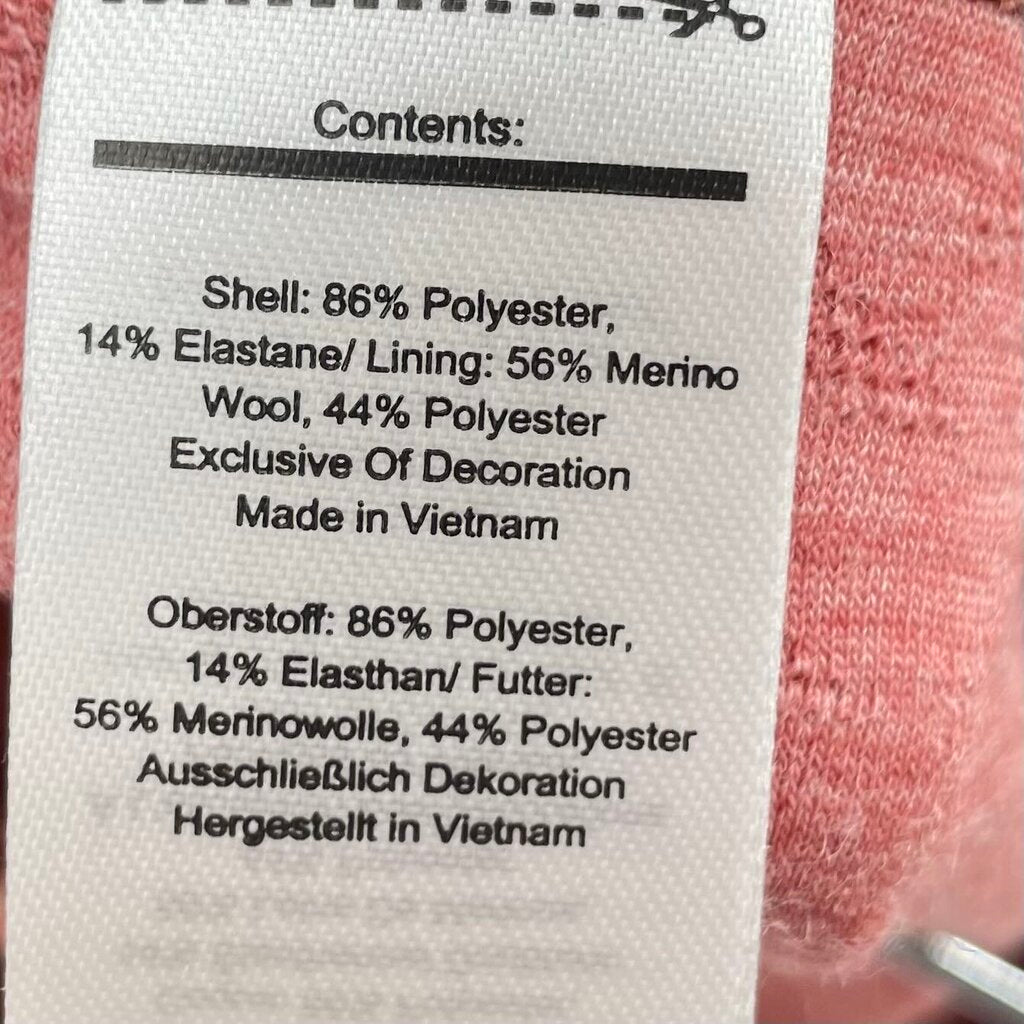 Contents:
Shell: 86% Polyester,
14% Elastane/ Lining: 56% Merino
Wool, 44% Polyester
Exclusive Of Decoration
Made in Vietnam
Oberstoff: 86% Polyester,
14% Elasthan/ Futter:
56% Merinowolle, 44% Polyester
Ausschließlich Dekoration
Hergestellt in Vietnam